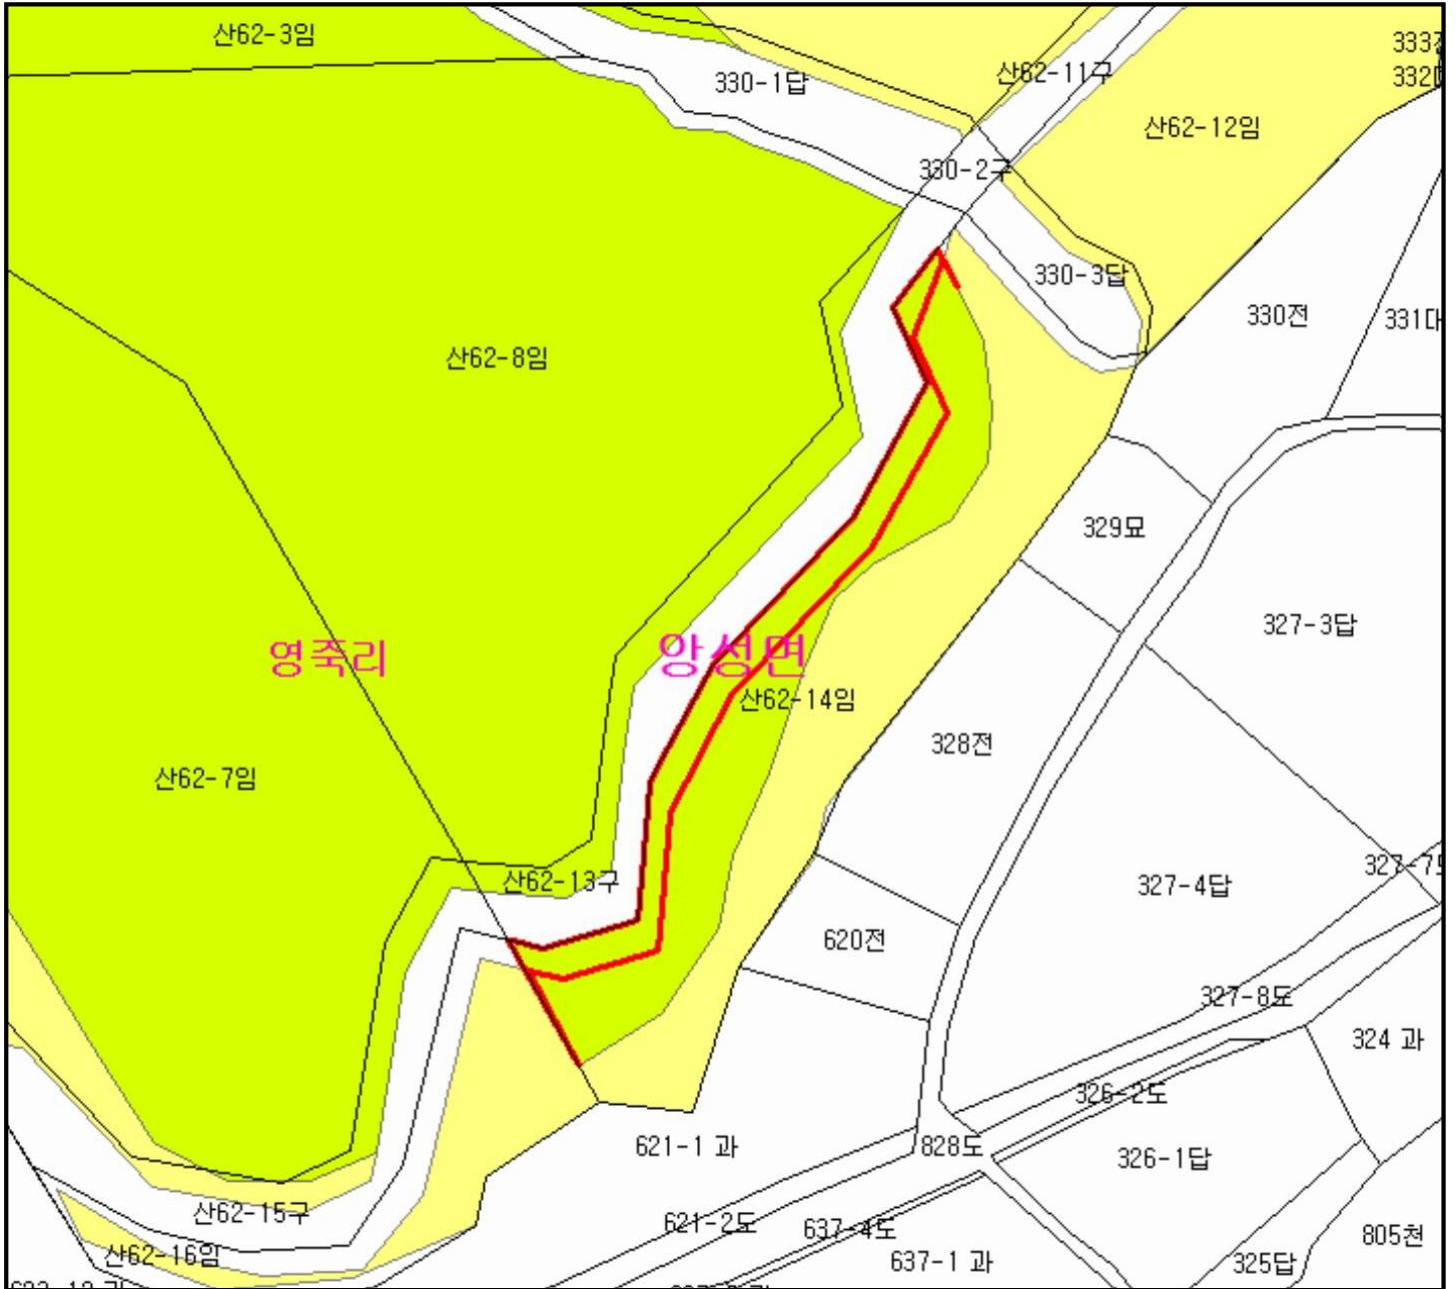 산62-3임
330-1답
산62-11구
산62-12임
330-2구
330-3답
330전
331대
산62-8임
329묘
327-3답
영죽리
앙성면
산62-14임
328전
산62-7임
산62-13구
327-4답
620전
327-8도
324 과
326-2도
621-1 과
828도
326-1답
산62-15구
621-2도
637-4도
805천
산62-16임
637-1 과
325답